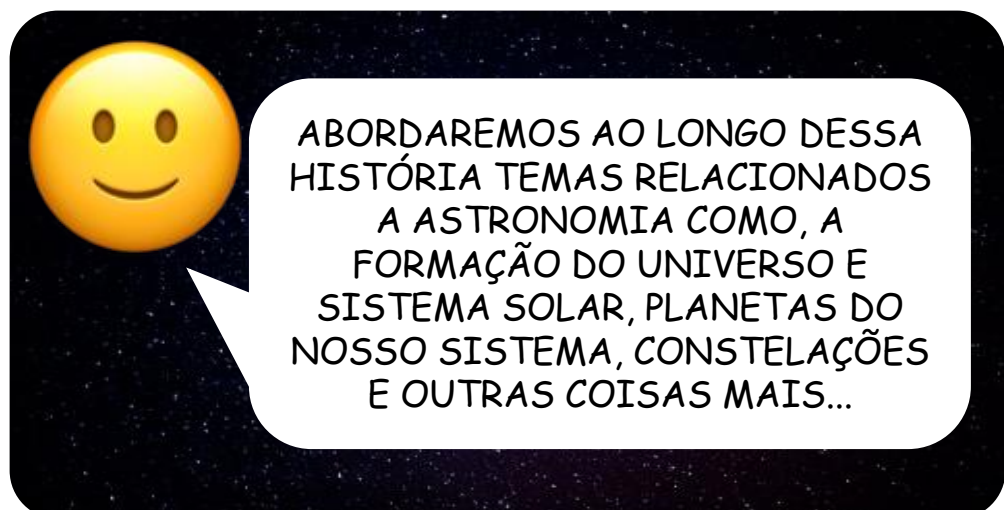 ABORDAREMOS AO LONGO DESSA
HISTÓRIA TEMAS RELACIONADOS
A ASTRONOMIA COMO, A
FORMAÇÃO DO UNIVERSO E
SISTEMA SOLAR, PLANETAS DO
NOSSO SISTEMA, CONSTELAÇÕES
E OUTRAS COISAS MAIS...